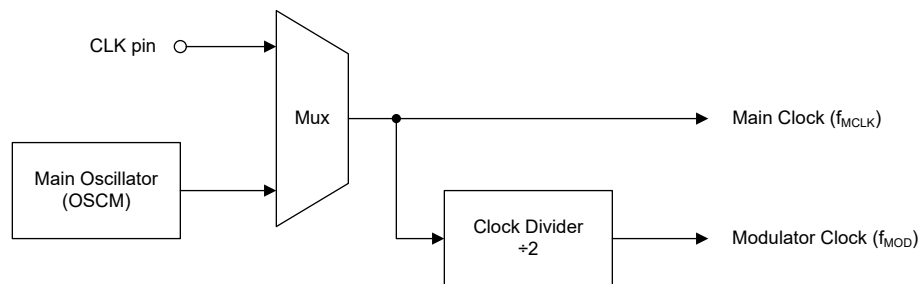 CLK pin
Mux
Main Clock (fMCLK)
Main Oscillator
(OSCM)
Clock Divider
÷2
Modulator Clock (fMOD)